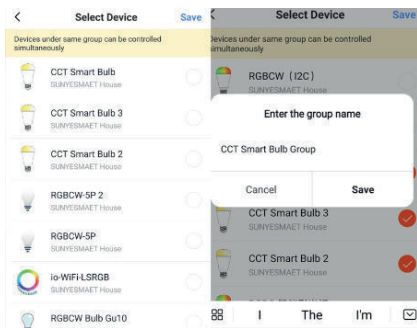 Select Device
Save
Devices under same group can be controlled
simultaneously
CCT Smart Bulb
SUNYESMAET House
CCT Smart Bulb 3
SUNYESMAET House
CCT Smart Bulb 2
SUNYESMAET House
RGBCW-5P 2
SUNYESMAET House
RGBCW-5P
SUNYESMAET House
io-WiFi-LSRGB
SUNYESMAET House
RGBCW Bulb Gu10
Select Device
Save
Devices under same group can be controlled
simultaneously
RGBCW（I2C）
SUNYESMAET House
Enter the group name
CCT Smart Bulb Group
Cancel
Save
CCT Smart Bulb 3
SUNYESMAET House
CCT Smart Bulb 2
SUNYESMAET House
I
The
I'm